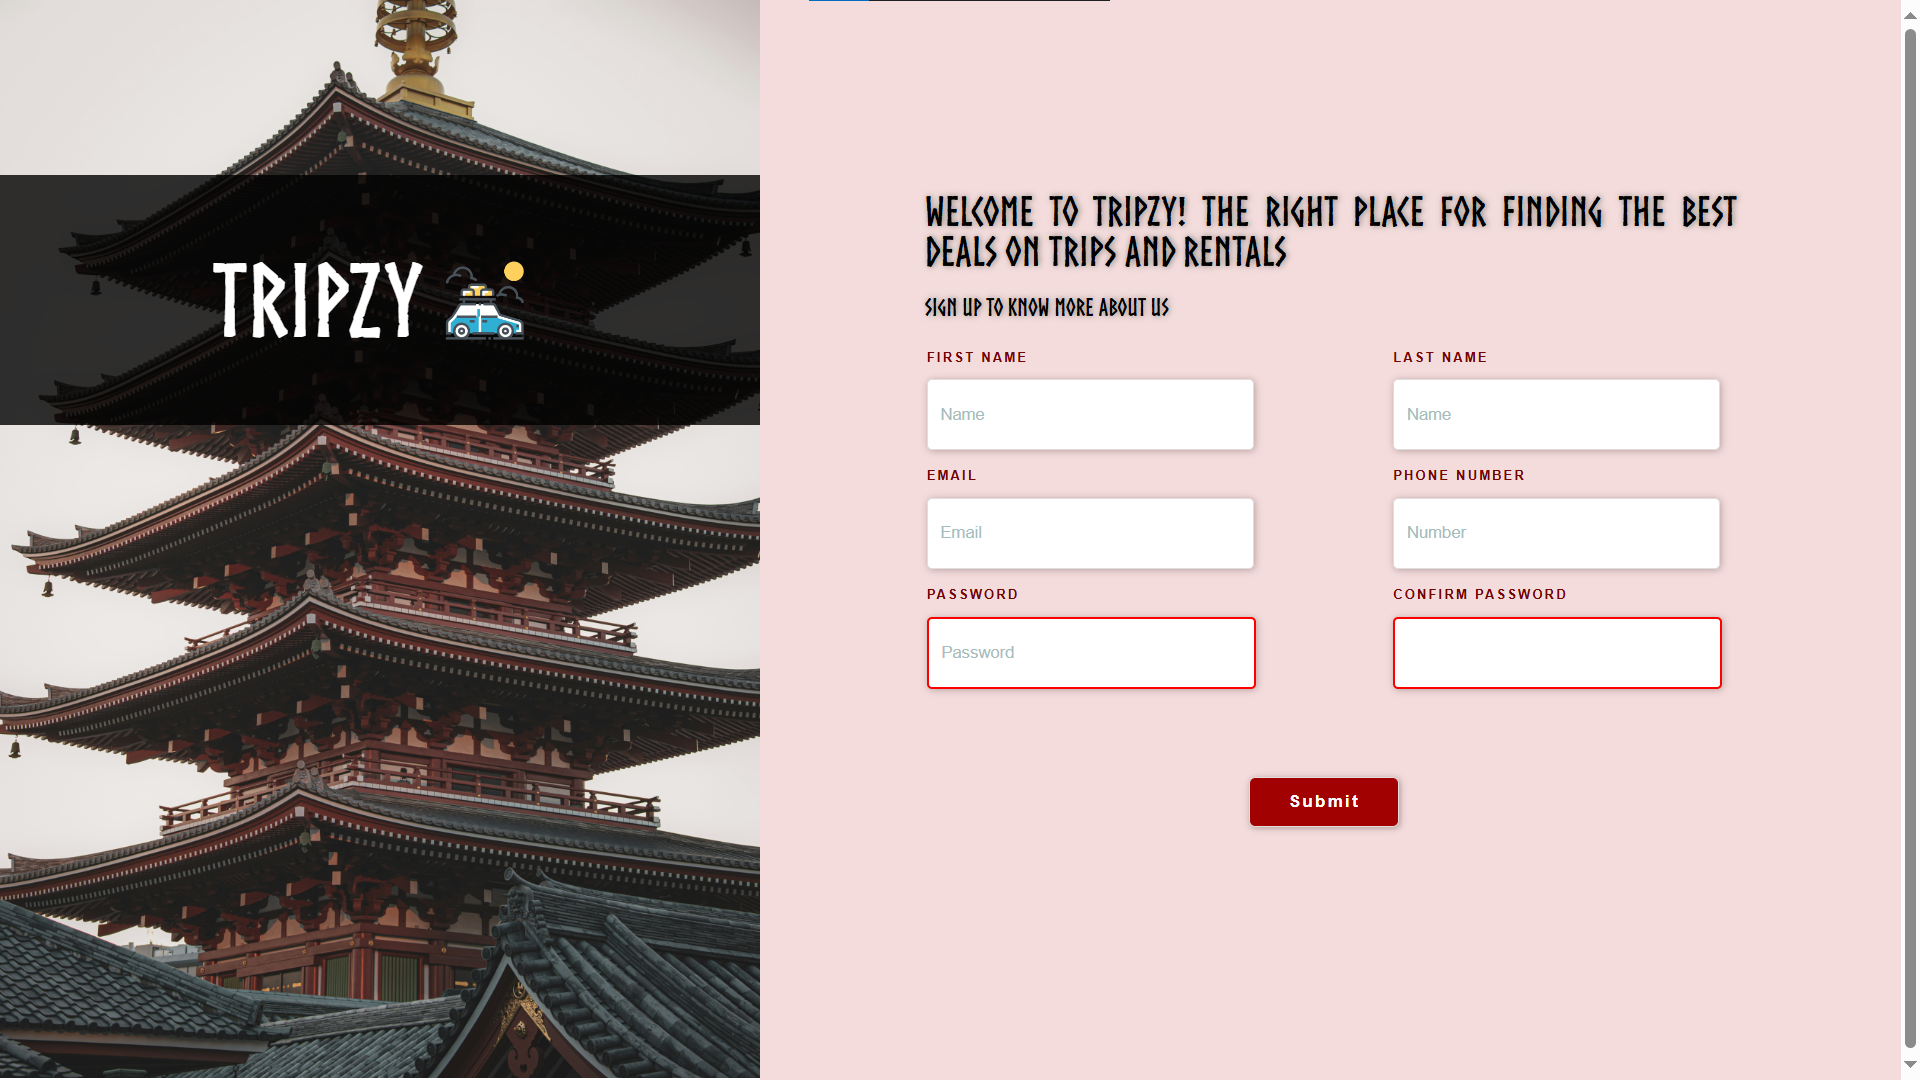 TRIPZY
WELCOME TO TRIPZY! THE RIGHT PLACE FOR FINDING THE BEST
DEALS ON TRIPS AND RENTALS
SIGN UP TO KNOW MORE ABOUT US
FIRST NAME
LAST NAME
Name
Name
EMAIL
PHONE NUMBER
Email
Number
PASSWORD
CONFIRM PASSWORD
Password
Submit